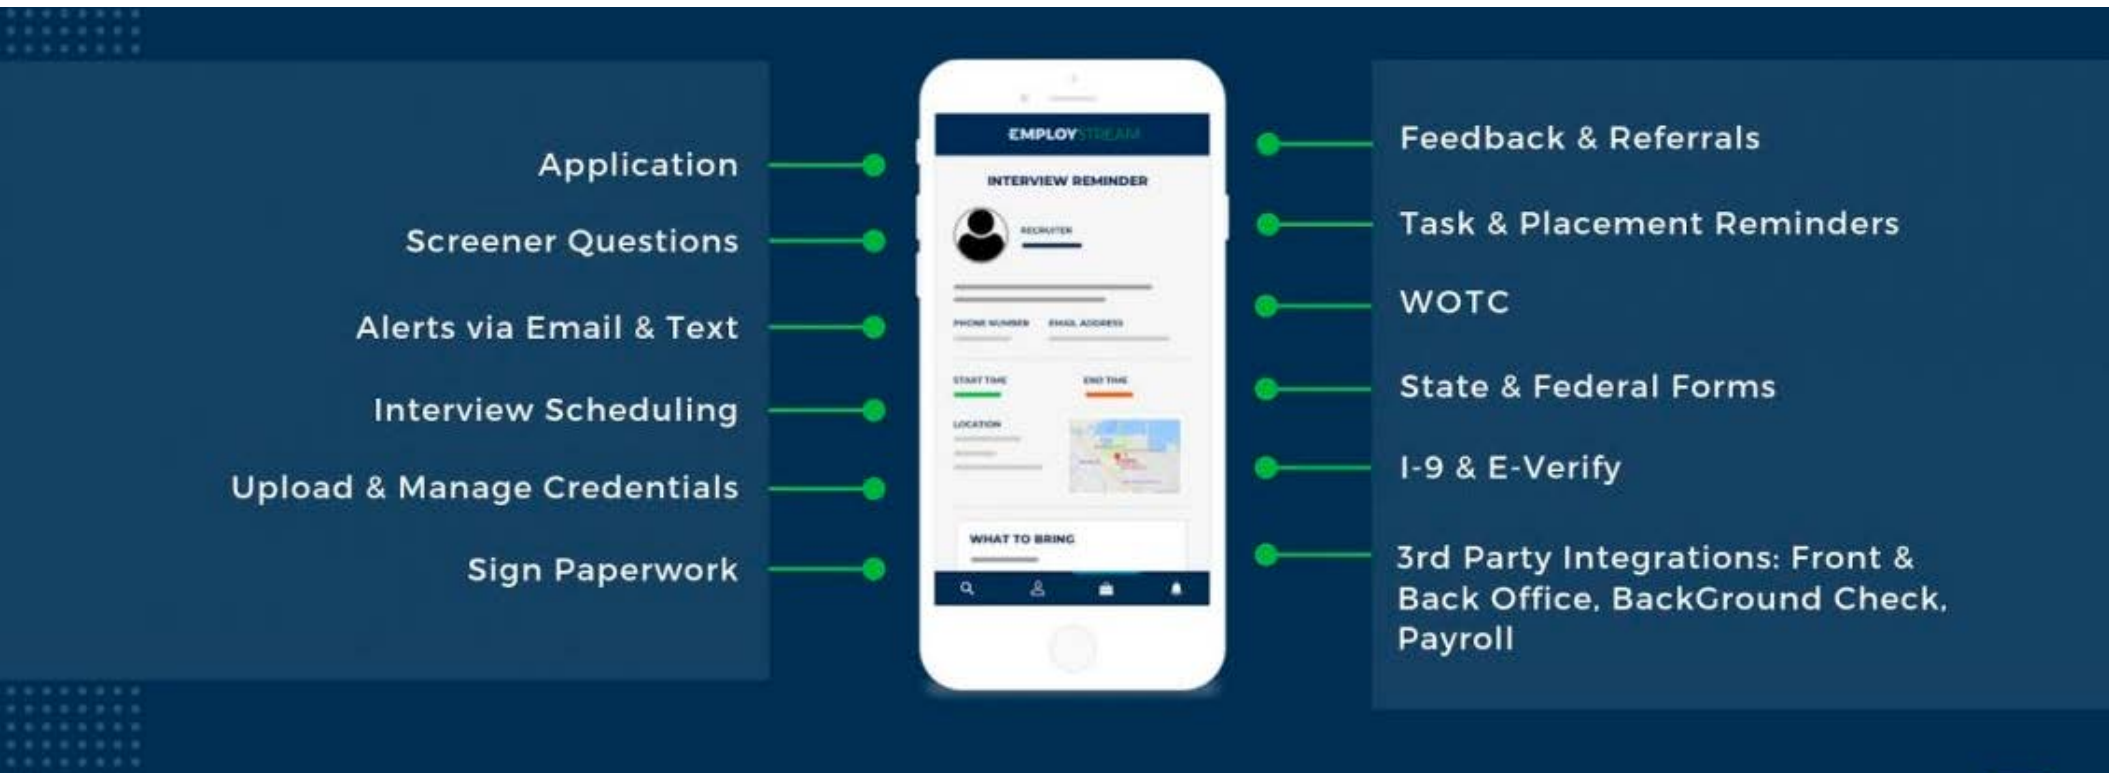 Application
Screener Questions
Alerts via Email & Text
Interview Scheduling
Upload & Manage Credentials
Sign Paperwork
EMPLOYSTREAM
INTERVIEW REMINDER
RECRUITER
PHONE NUMBER EMAIL ADDRESS
START TIME END TIME
LOCATION
WHAT TO BRING
Feedback & Referrals
Task & Placement Reminders
WOTC
State & Federal Forms
I-9 & E-Verify
3rd Party Integrations: Front &
Back Office, BackGround Check,
Payroll